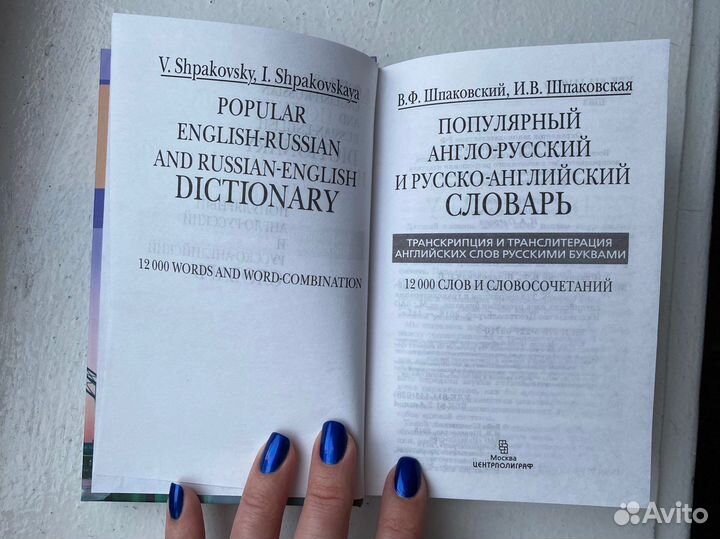 V. Shpakovsky, I. Shpakovskaya
POPULAR
ENGLISH-RUSSIAN
AND RUSSIAN-ENGLISH
DICTIONARY
12 000 WORDS AND WORD-COMBINATION
В.Ф. Шпаковский, И.В. Шпаковская
ПОПУЛЯРНЫЙ
АНГЛО-РУССКИЙ
И РУССКО-АНГЛИЙСКИЙ
СЛОВАРЬ
ТРАНСКРИПЦИЯ И ТРАНСЛИТЕРАЦИЯ
АНГЛИЙСКИХ СЛОВ РУССКИМИ БУКВАМИ
12 000 СЛОВ И СЛОВОСОЧЕТАНИЙ
Москва
ЦЕНТРПОЛИГРАФ
Avito